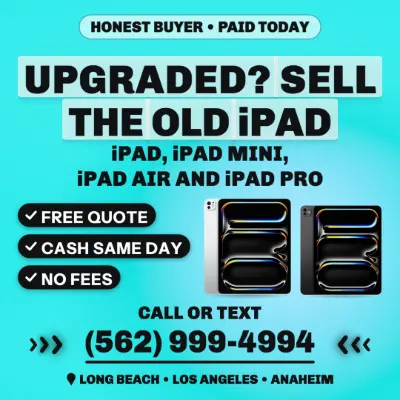 HONEST BUYER • PAID TODAY
UPGRADED? SELL
THE OLD iPAD
iPAD, iPAD MINI,
iPAD AIR AND iPAD PRO
FREE QUOTE
CASH SAME DAY
NO FEES
CALL OR TEXT
(562) 999-4994
LONG BEACH • LOS ANGELES • ANAHEIM